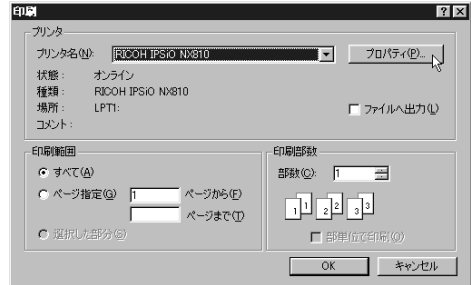 印刷
プリンタ
プリンタ名(N): RICOH IPSiO NX810 プロパティ(P)...
状態： オンライン
種類： RICOH IPSiO NX810
場所： LPT1:
コメント： ファイルへ出力(L)
印刷範囲
すべて(A)
ページ指定(G) 1 ページから(F)
ページまで(T)
選択した部分(S)
印刷部数
部数(C): 1
1 1 2 2 3 3
部単位で印刷(O)
OK キャンセル